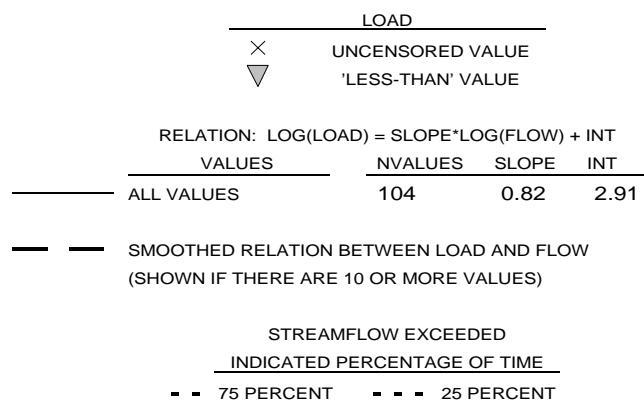 LOAD
UNCENSORED VALUE
'LESS-THAN' VALUE
RELATION: LOG(LOAD) = SLOPE*LOG(FLOW) + INT
VALUES NVALUES SLOPE INT
ALL VALUES 104 0.82 2.91
SMOOTHED RELATION BETWEEN LOAD AND FLOW
(SHOWN IF THERE ARE 10 OR MORE VALUES)
STREAMFLOW EXCEEDED
INDICATED PERCENTAGE OF TIME
75 PERCENT 25 PERCENT